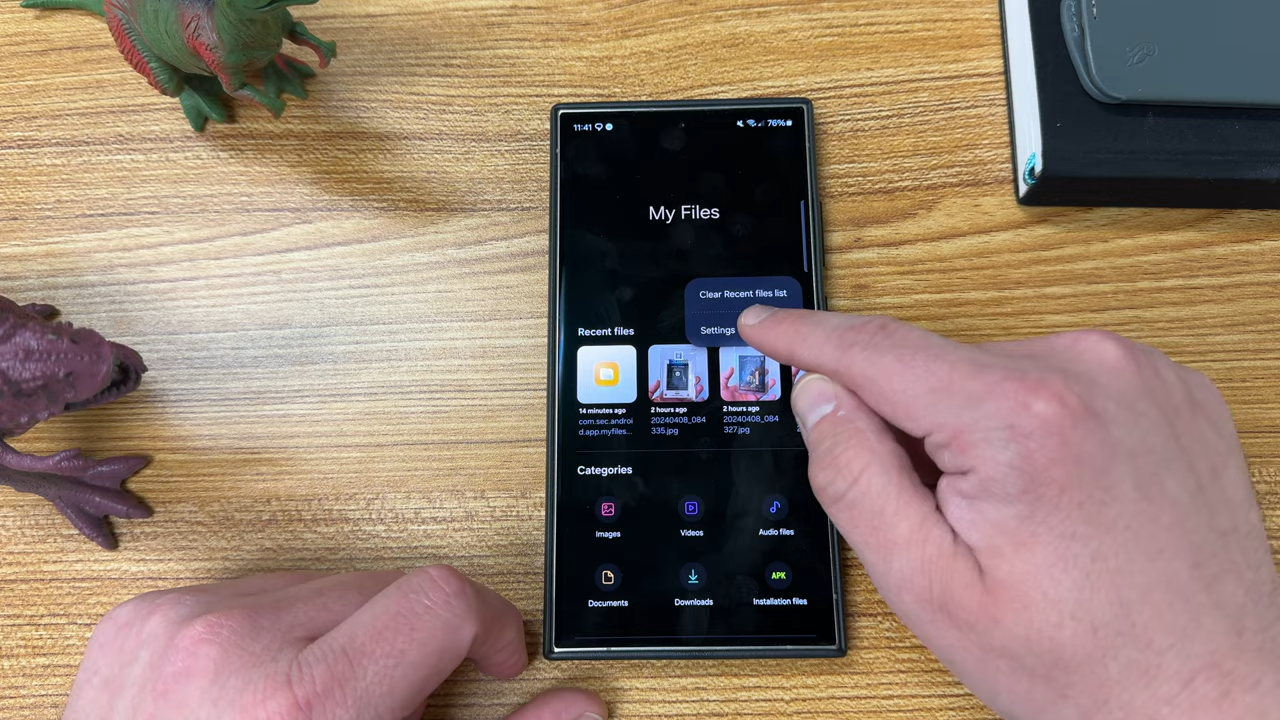 11:41
76%
My Files
Clear Recent files list
Settings
Recent files
14 minutes ago
com.sec.androi
d.app.myfiles...
2 hours ago
20240408_084
335.jpg
2 hours ago
20240408_084
327.jpg
Categories
Images
Videos
Audio files
Documents
Downloads
APK
Installation files